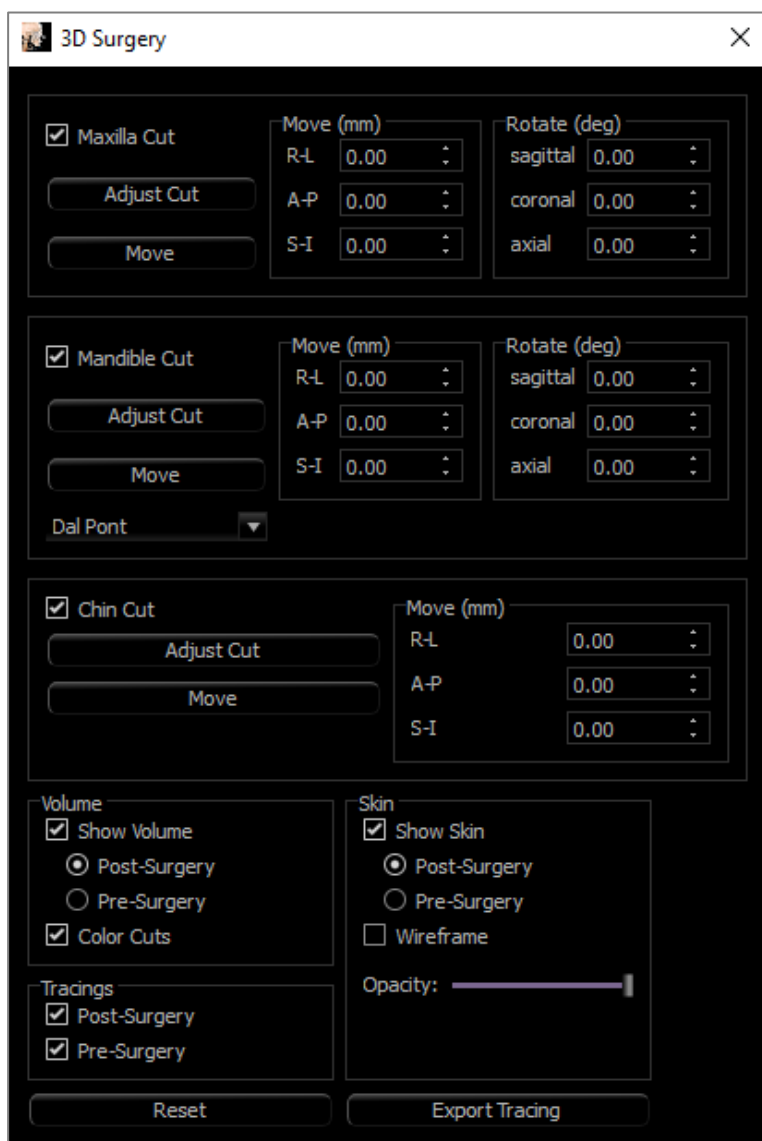 3D Surgery
Maxilla Cut
Adjust Cut
Move
Move (mm)
R-L 0.00
A-P 0.00
S-I 0.00
Rotate (deg)
sagittal 0.00
coronal 0.00
axial 0.00
Mandible Cut
Adjust Cut
Move
Dal Pont
Move (mm)
R-L 0.00
A-P 0.00
S-I 0.00
Rotate (deg)
sagittal 0.00
coronal 0.00
axial 0.00
Chin Cut
Adjust Cut
Move
Move (mm)
R-L 0.00
A-P 0.00
S-I 0.00
Volume
Show Volume
Post-Surgery
Pre-Surgery
Color Cuts
Tracings
Post-Surgery
Pre-Surgery
Skin
Show Skin
Post-Surgery
Pre-Surgery
Wireframe
Opacity:
Reset
Export Tracing